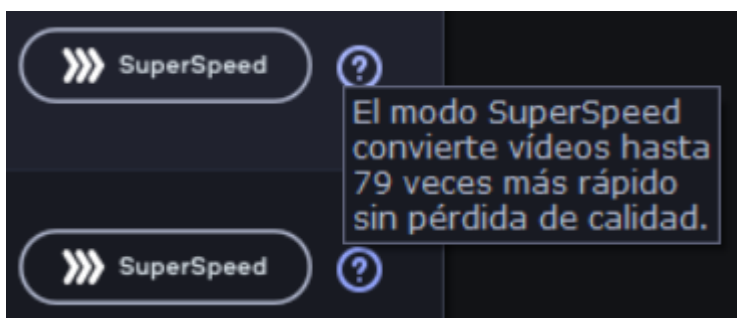 SuperSpeed
?
El modo SuperSpeed
convierte vídeos hasta
79 veces más rápido
sin pérdida de calidad.
SuperSpeed
?